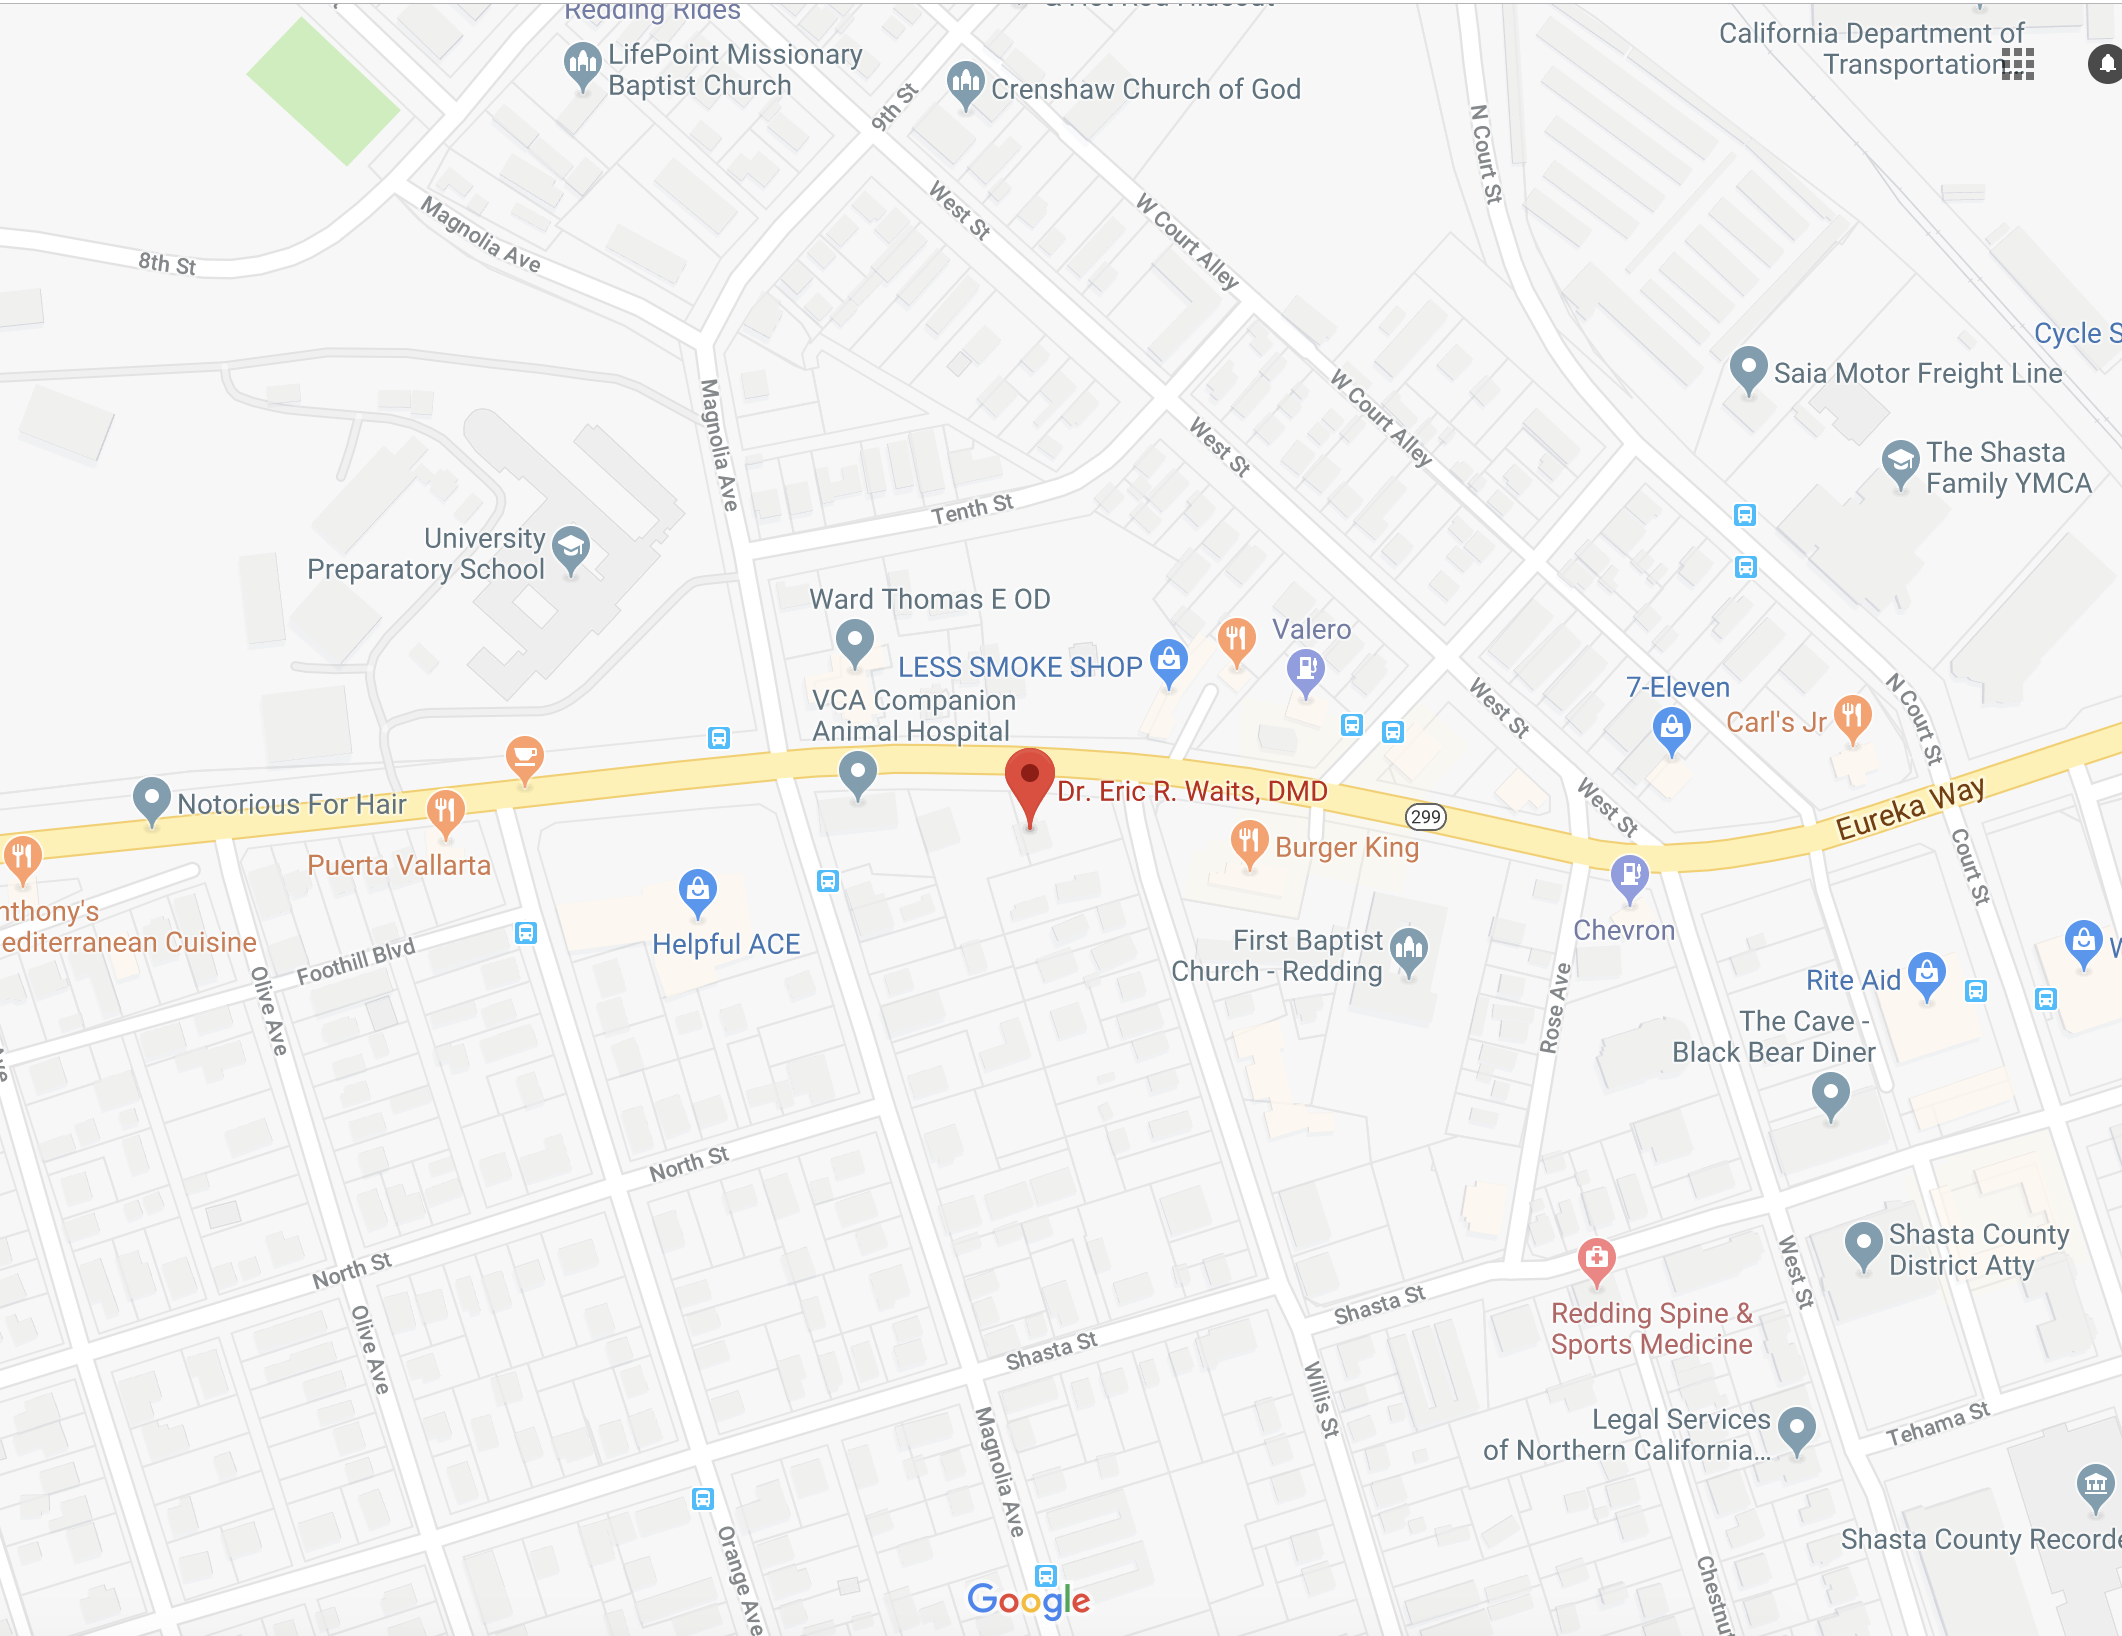 Redding Rides
LifePoint Missionary
Baptist Church
9th St
Crenshaw Church of God
N Court St
California Department of
Transportation...
Magnolia Ave
West St
W Court Alley
8th St
Cycle S
Saia Motor Freight Line
W Court Alley
Magnolia Ave
West St
The Shasta
Family YMCA
Tenth St
University
Preparatory School
Ward Thomas E OD
Valero
LESS SMOKE SHOP
VCA Companion
Animal Hospital
West St
7-Eleven
Carl's Jr
N Court St
Notorious For Hair
Dr. Eric R. Waits, DMD
299
West St
Eureka Way
Puerta Vallarta
Burger King
Court St
nthony's
editerranean Cuisine
Helpful ACE
First Baptist
Church - Redding
Chevron
W
Foothill Blvd
Olive Ave
Rose Ave
Rite Aid
The Cave -
Black Bear Diner
North St
North St
Shasta County
District Atty
West St
Olive Ave
Shasta St
Shasta St
Redding Spine &
Sports Medicine
Willis St
Magnolia Ave
Legal Services
of Northern California...
Tehama St
Shasta County Recorde
Orange Ave
Chestnut
Google